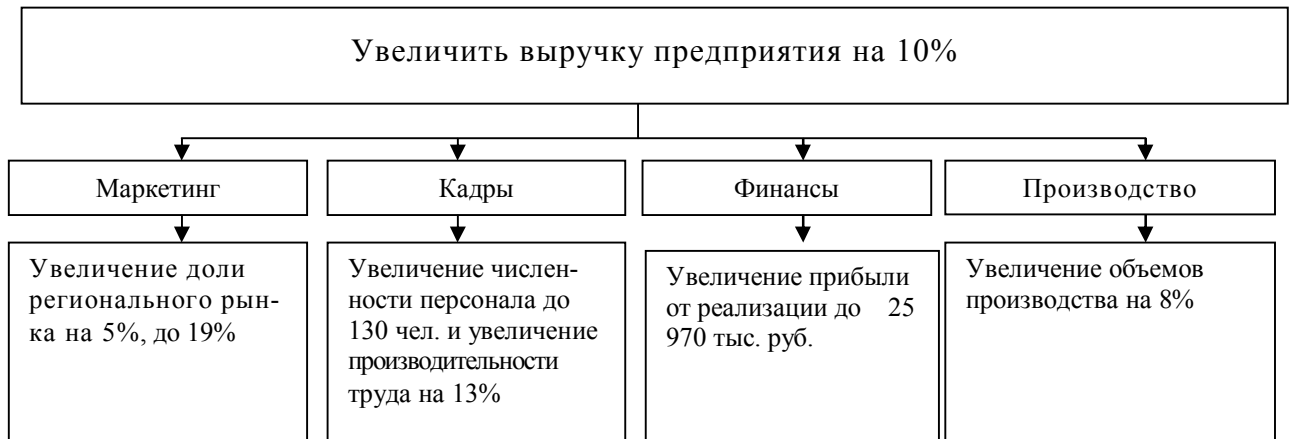 Увеличить выручку предприятия на 10%
Маркетинг
Кадры
Финансы
Производство
Увеличение доли
регионального рын-
ка на 5%, до 19%
Увеличение числен-
ности персонала до
130 чел. и увеличение
производительности
труда на 13%
Увеличение прибыли
от реализации до 25
970 тыс. руб.
Увеличение объемов
производства на 8%